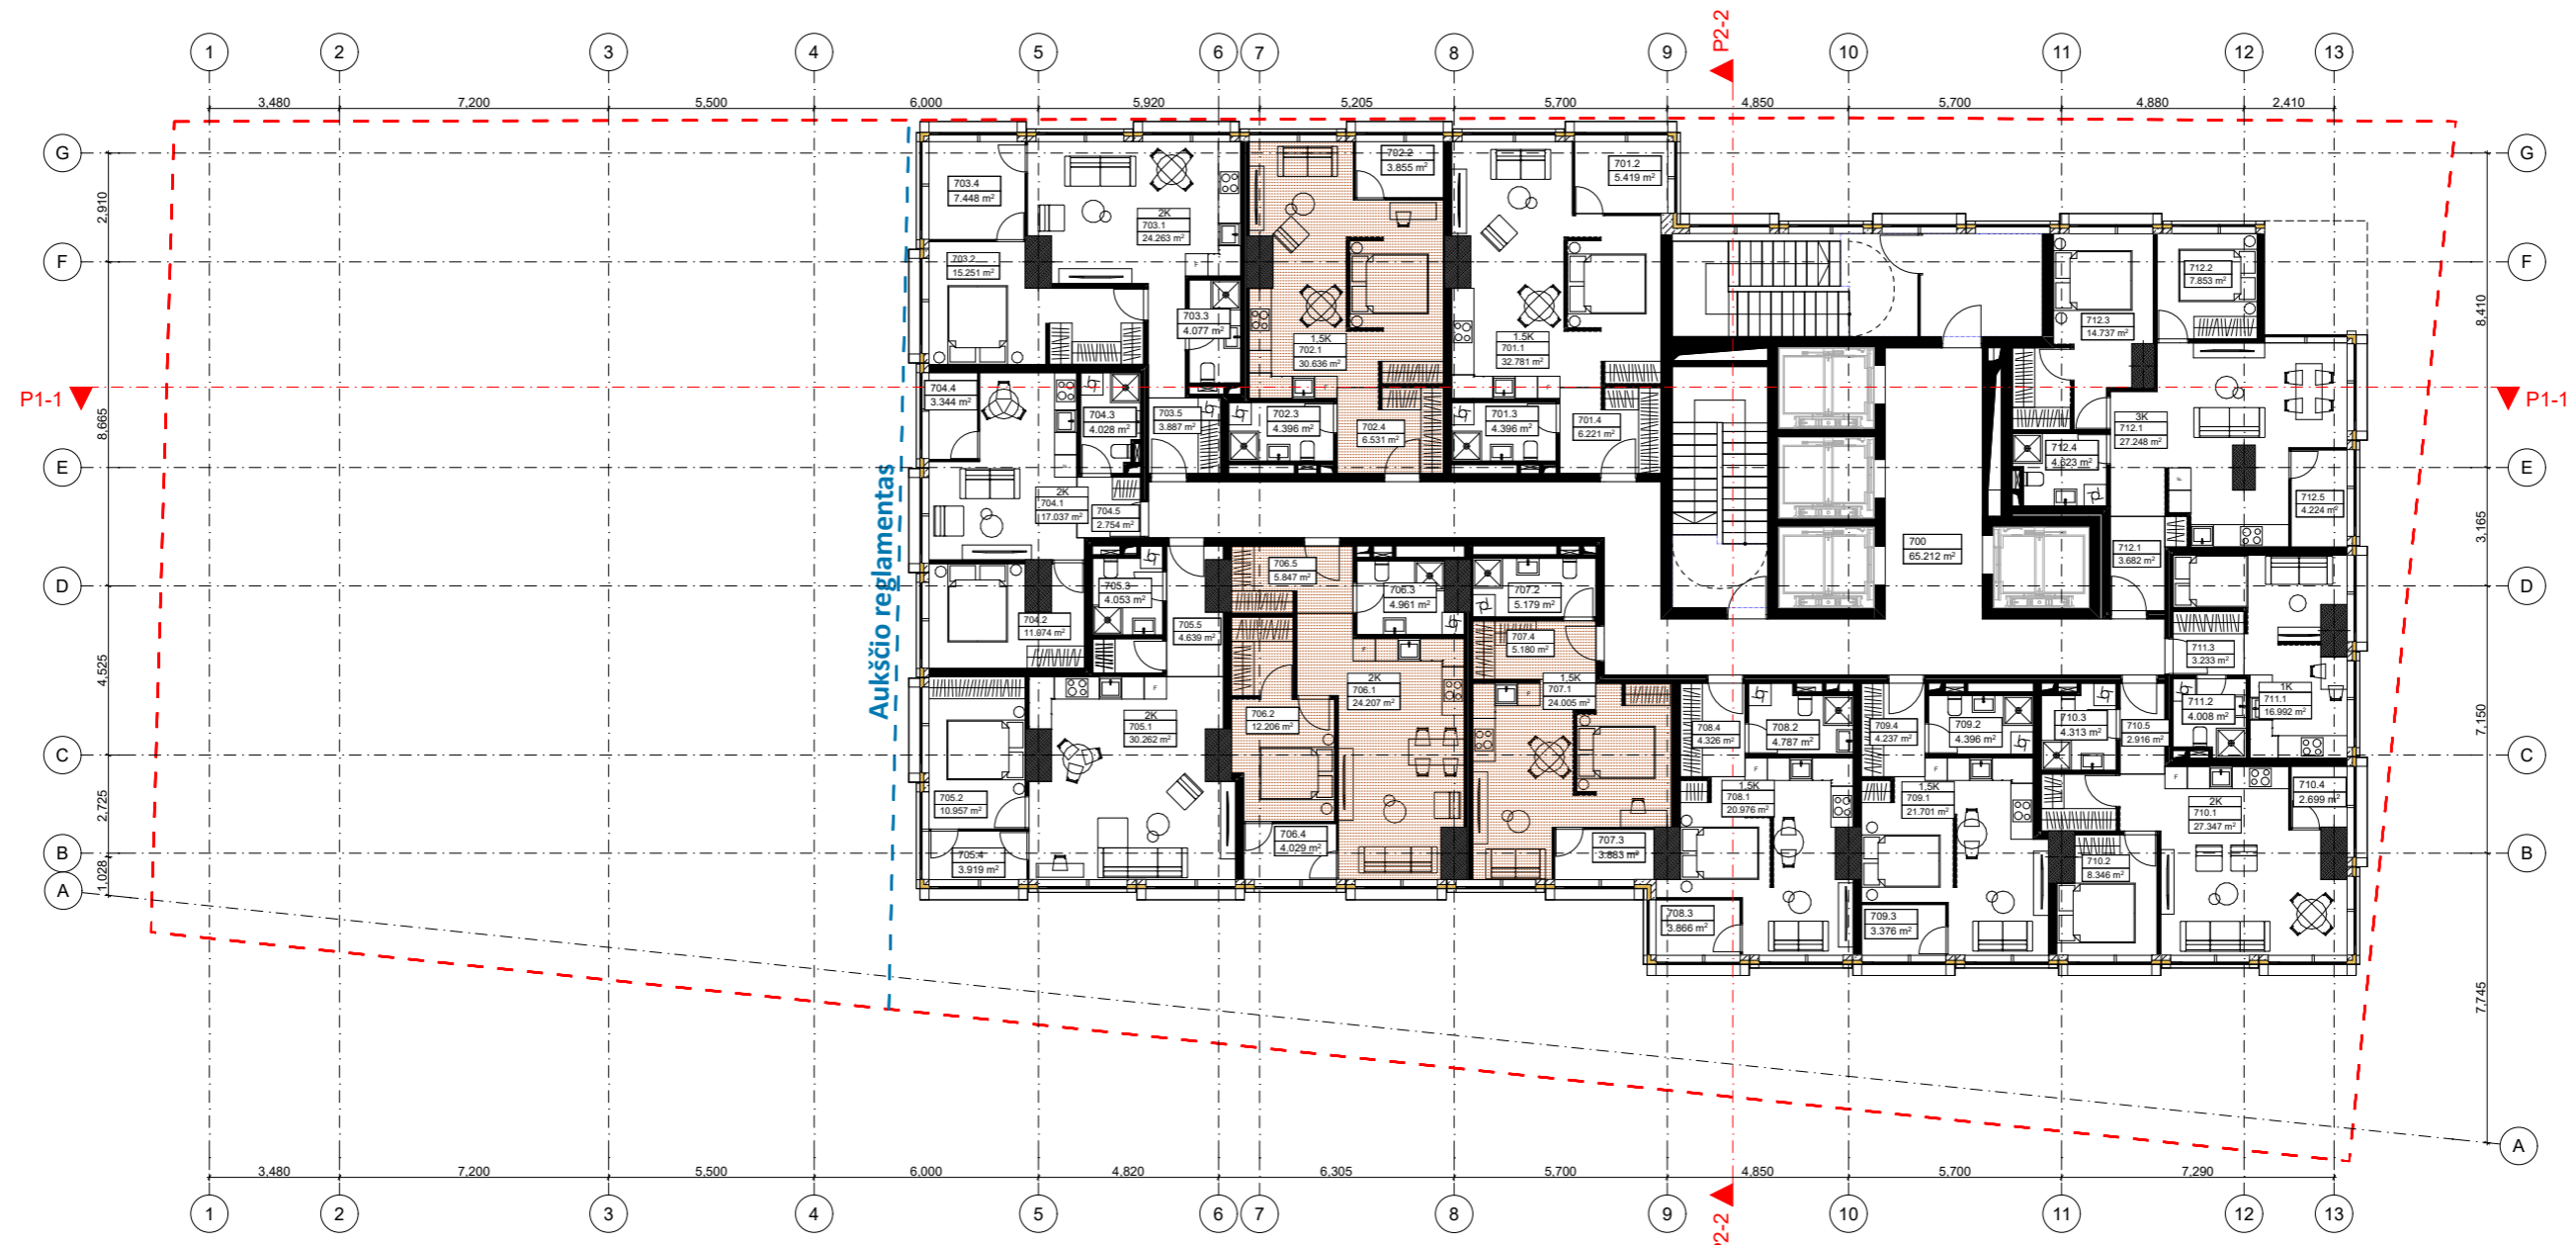 P2-2
1 2 3 4 5 6 7 8 9 10 11 12 13
3,480 7,200 5,500 6,000 5,920 5,205 5,700 4,850 5,700 4,880 2,410
G
G
2,910
F
F
8,665
8,410
P1-1
P1-1
E
E
3,165
D
D
4,525
7,150
C
C
2,725
B
B
1,028
A
7,745
A
Aukščio reglamentas
703.4
7.448 m²
2K
703.1
24.263 m²
703.2
15.251 m²
703.3
4.077 m²
703.5
3.887 m²
702.2
3.855 m²
1,5K
702.1
30.636 m²
702.3
4.396 m²
702.4
6.531 m²
701.2
5.419 m²
1.5K
701.1
32.781 m²
701.3
4.396 m²
701.4
6.221 m²
712.2
7.853 m²
712.3
14.737 m²
3K
712.1
27.248 m²
712.4
4.623 m²
712.5
4.224 m²
712.1
3.682 m²
704.4
3.344 m²
704.3
4.028 m²
2K
704.1
17.037 m²
704.5
2.754 m²
704.2
11.974 m²
700
65.212 m²
705.3
4.053 m²
705.5
4.639 m²
2K
705.1
30.262 m²
705.2
10.957 m²
705.4
3.919 m²
706.5
5.847 m²
706.3
4.961 m²
2K
706.1
24.207 m²
706.2
12.206 m²
706.4
4.029 m²
707.2
5.179 m²
707.4
5.180 m²
1,5K
707.1
24.005 m²
707.3
3.883 m²
708.4
4.326 m²
708.2
4.787 m²
1,5K
708.1
20.976 m²
708.3
3.866 m²
709.4
4.237 m²
709.2
4.396 m²
1,5K
709.1
21.701 m²
709.3
3.376 m²
710.3
4.313 m²
710.5
2.916 m²
2K
710.1
27.347 m²
710.4
2.699 m²
710.2
8.346 m²
711.3
3.233 m²
711.2
4.008 m²
1K
711.1
16.992 m²
3,480 7,200 5,500 6,000 4,820 6,305 5,700 4,850 5,700 7,290
1 2 3 4 5 6 7 8 9 10 11 12 13
P2-2